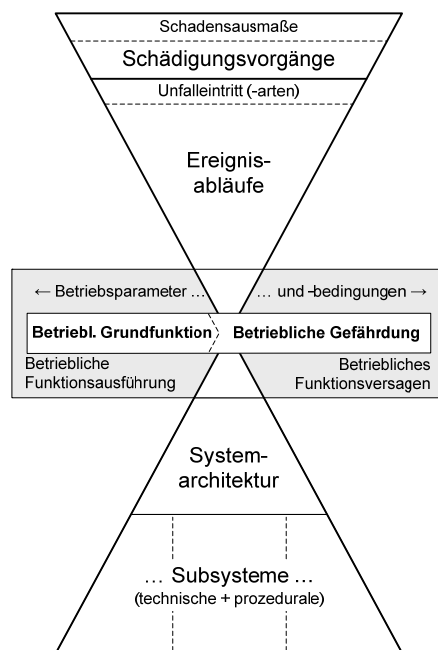 Schadensausmaße
Schädigungsvorgänge
Unfalleintritt (-arten)
Ereignis-
abläufe
← Betriebsparameter … … und -bedingungen →
Betriebl. Grundfunktion Betriebliche Gefährdung
Betriebliche
Funktionsausführung
Betriebliches
Funktionsversagen
System-
architektur
… Subsysteme …
(technische + prozedurale)